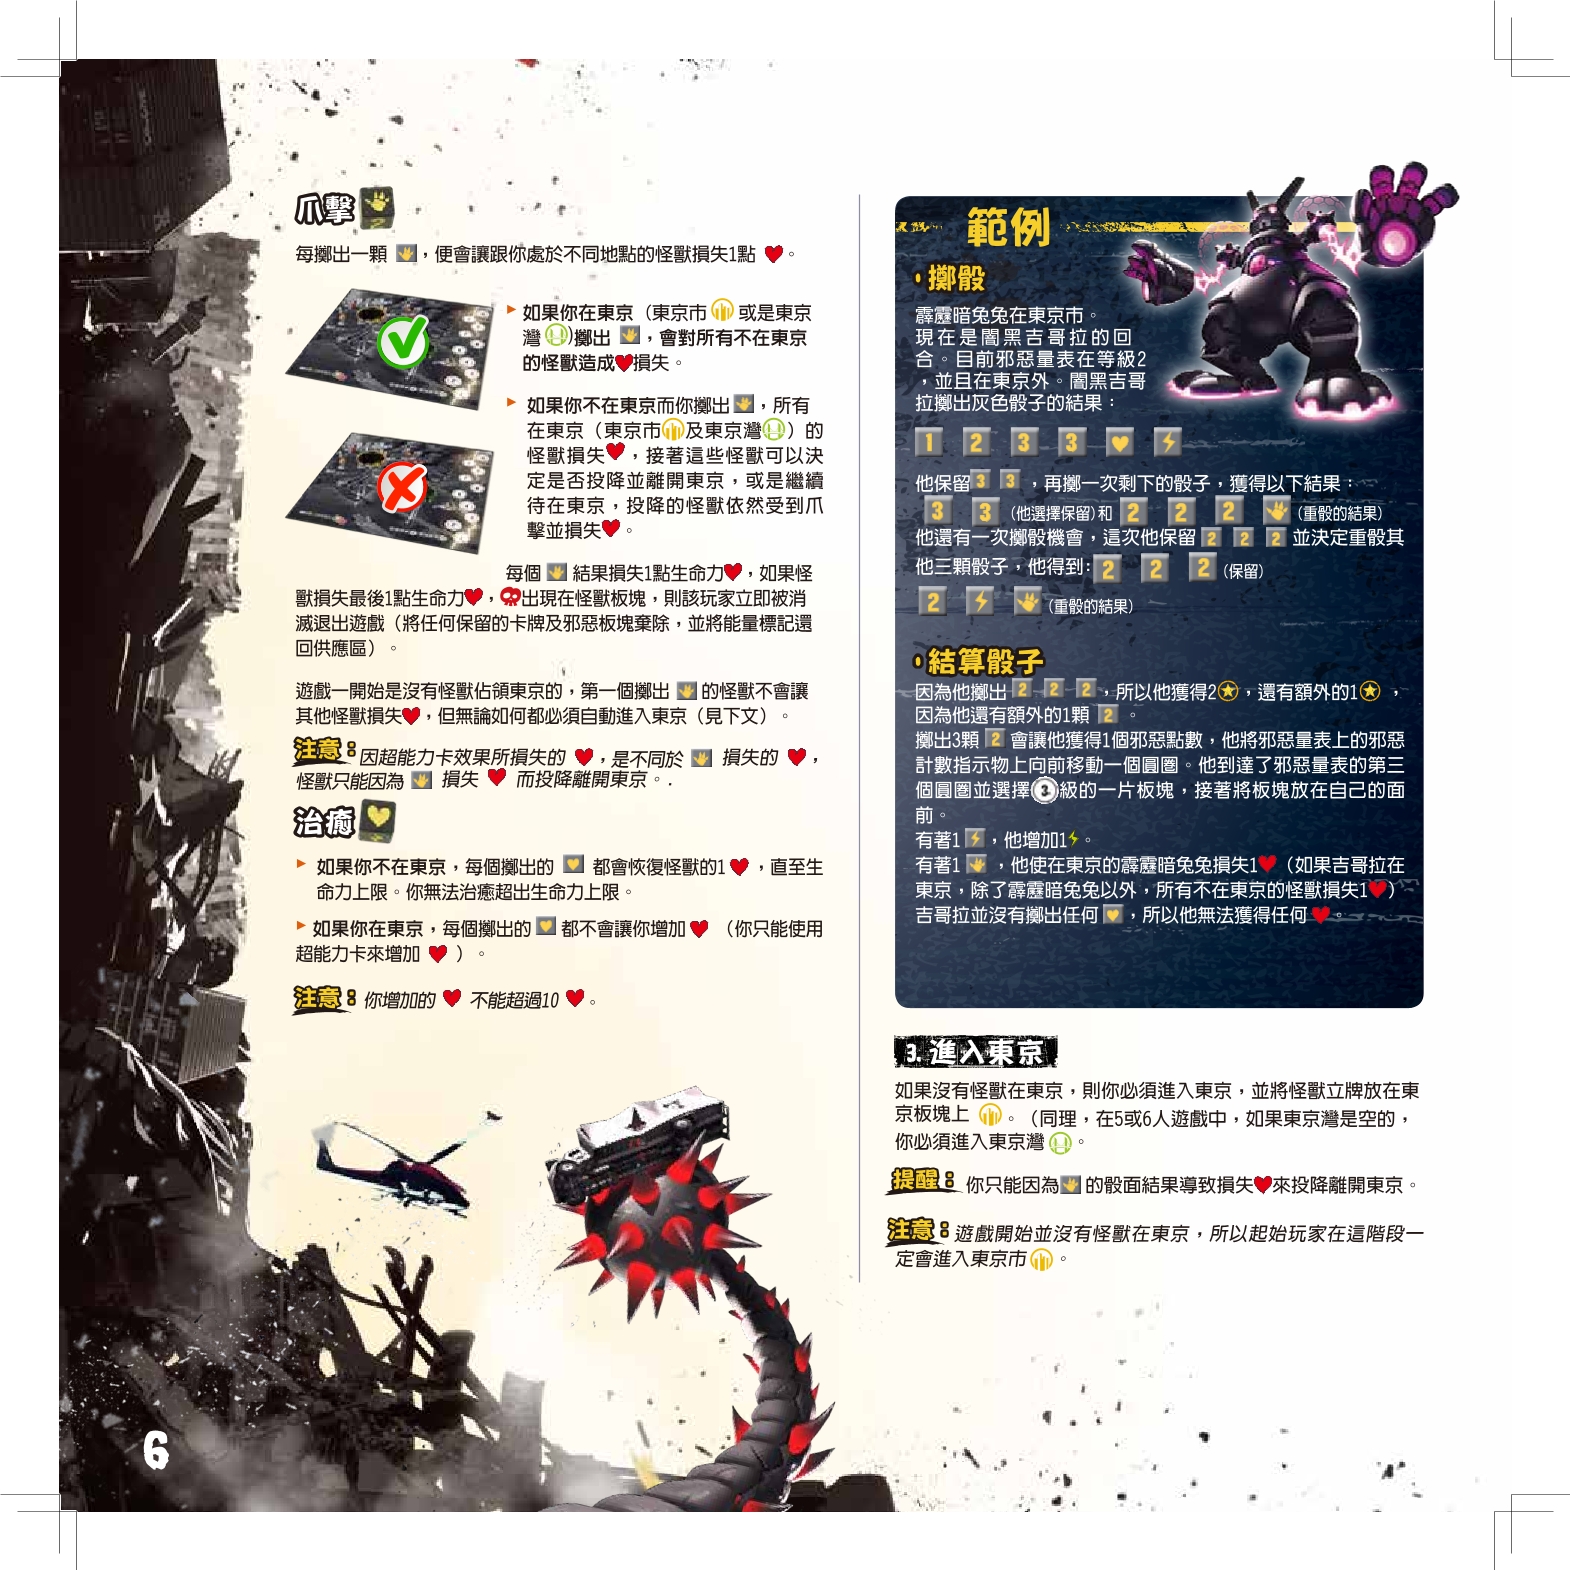 爪擊
每擲出一顆，便會讓跟你處於不同地點的怪獸損失1點。
如果你在東京（東京市或是東京
灣)擲出，會對所有不在東京
的怪獸造成損失。
如果你不在東京而你擲出，所有
在東京（東京市及東京灣）的
怪獸損失，接著這些怪獸可以決
定是否投降並離開東京，或是繼續
待在東京，投降的怪獸依然受到爪
擊並損失。
每個結果損失1點生命力，如果怪
獸損失最後1點生命力，出現在怪獸板塊，則該玩家立即被消
滅退出遊戲（將任何保留的卡牌及邪惡板塊棄除，並將能量標記還
回供應區）。
遊戲一開始是沒有怪獸佔領東京的，第一個擲出的怪獸不會讓
其他怪獸損失，但無論如何都必須自動進入東京（見下文）。
注意：因超能力卡效果所損失的，是不同於損失的，
怪獸只能因為損失而投降離開東京。.
治癒
如果你不在東京，每個擲出的都會恢復怪獸的1，直至生
命力上限。你無法治癒超出生命力上限。
如果你在東京，每個擲出的都不會讓你增加（你只能使用
超能力卡來增加）。
注意：你增加的不能超過10。
6
範例
擲骰
霹靂暗兔兔在東京市。
現在是闇黑吉哥拉的回
合。目前邪惡量表在等級2
，並且在東京外。闇黑吉哥
拉擲出灰色骰子的結果：
1 2 3 3
他保留3 3，再擲一次剩下的骰子，獲得以下結果：
3 3（他選擇保留)和2 2 2（重骰的結果）
他還有一次擲骰機會，這次他保留2 2 2並決定重骰其
他三顆骰子，他得到:2 2 2（保留）
2（重骰的結果）
結算骰子
因為他擲出2 2 2，所以他獲得2，還有額外的1，
因為他還有額外的1顆2。
擲出3顆2會讓他獲得1個邪惡點數，他將邪惡量表上的邪惡
計數指示物上向前移動一個圓圈。他到達了邪惡量表的第三
個圓圈並選擇3級的一片板塊，接著將板塊放在自己的面
前。
有著1，他增加1。
有著1，他使在東京的霹靂暗兔兔損失1（如果吉哥拉在
東京，除了霹靂暗兔兔以外，所有不在東京的怪獸損失1）
吉哥拉並沒有擲出任何，所以他無法獲得任何。
3. 進入東京
如果沒有怪獸在東京，則你必須進入東京，並將怪獸立牌放在東
京板塊上。（同理，在5或6人遊戲中，如果東京灣是空的，
你必須進入東京灣。
提醒：你只能因為的骰面結果導致損失來投降離開東京。
注意：遊戲開始並沒有怪獸在東京，所以起始玩家在這階段一
定會進入東京市。